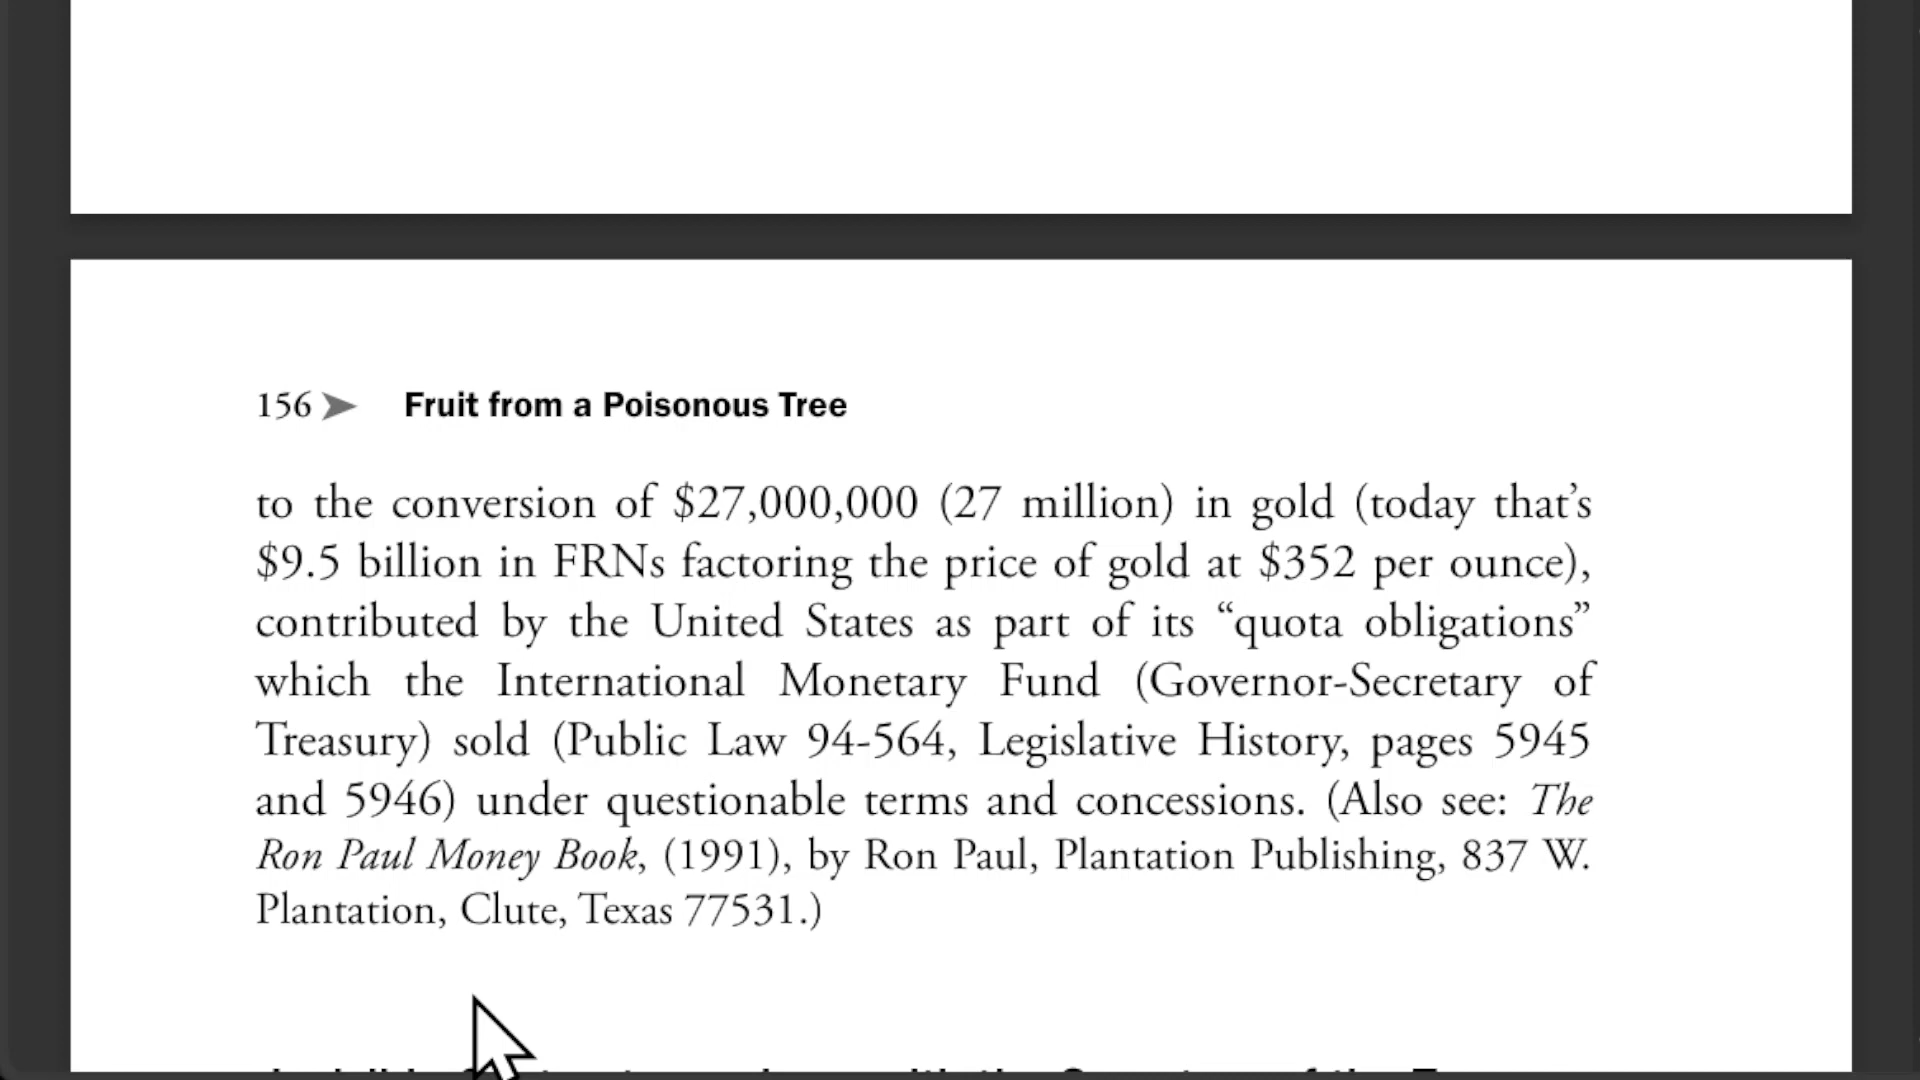 156 ➤ Fruit from a Poisonous Tree
to the conversion of $27,000,000 (27 million) in gold (today that’s
$9.5 billion in FRNs factoring the price of gold at $352 per ounce),
contributed by the United States as part of its “quota obligations”
which the International Monetary Fund (Governor-Secretary of
Treasury) sold (Public Law 94-564, Legislative History, pages 5945
and 5946) under questionable terms and concessions. (Also see: The
Ron Paul Money Book, (1991), by Ron Paul, Plantation Publishing, 837 W.
Plantation, Clute, Texas 77531.)